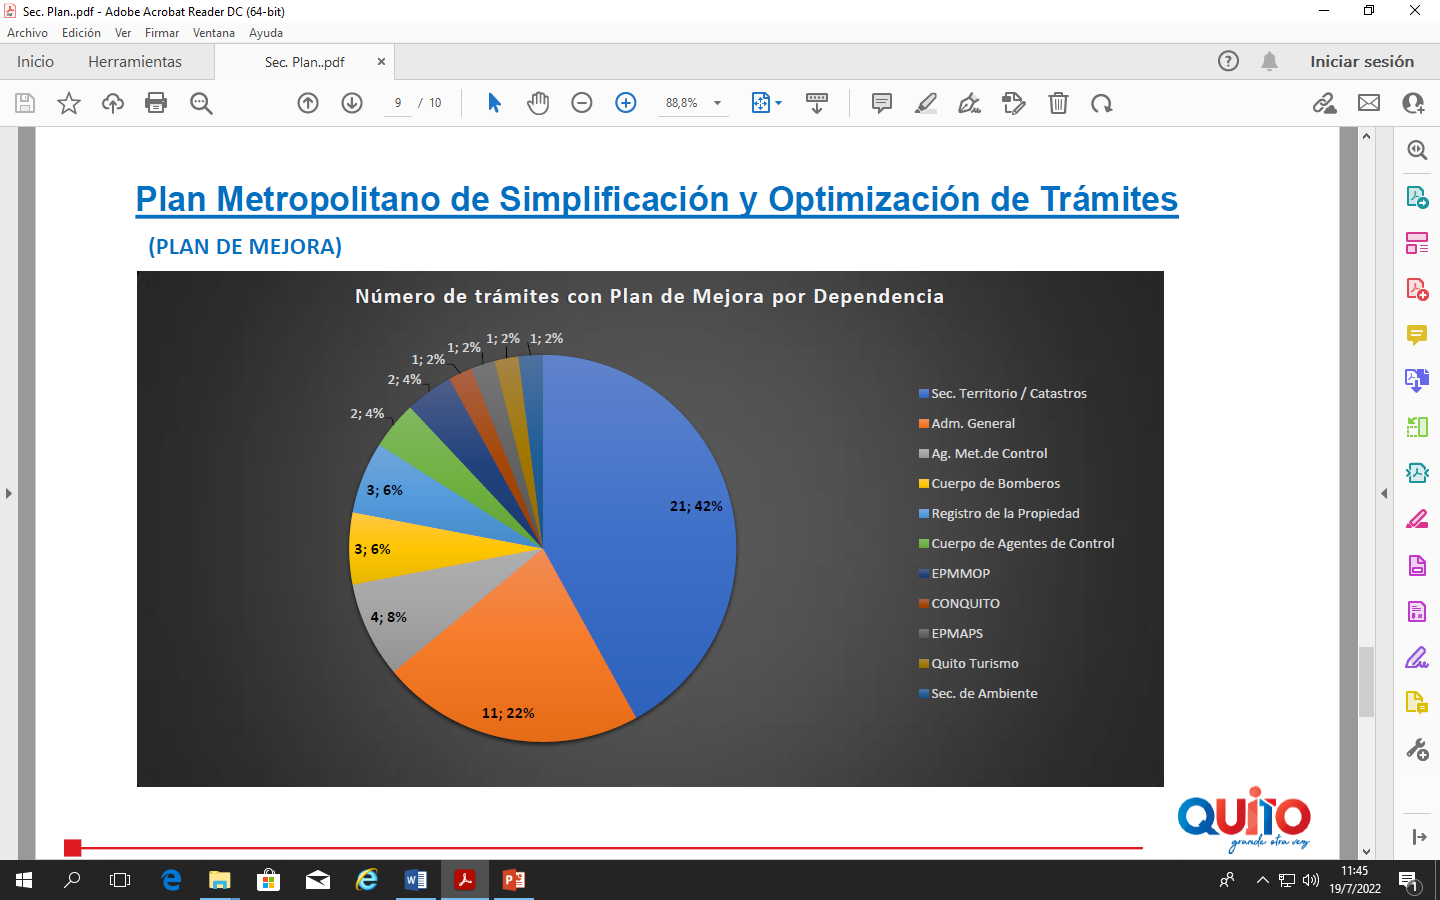 Sec. Plan..pdf - Adobe Acrobat Reader DC (64-bit)
Archivo Edición Ver Firmar Ventana Ayuda
Inicio Herramientas Sec. Plan..pdf × Iniciar sesión
9 / 10 88,8%
Plan Metropolitano de Simplificación y Optimización de Trámites
(PLAN DE MEJORA)
Número de trámites con Plan de Mejora por Dependencia
1; 2%
1; 2%
1; 2%
1; 2%
2; 4%
2; 4%
3; 6%
3; 6%
4; 8%
11; 22%
21; 42%
Sec. Territorio / Catastros
Adm. General
Ag. Met.de Control
Cuerpo de Bomberos
Registro de la Propiedad
Cuerpo de Agentes de Control
EPMMOP
CONQUITO
EPMAPS
Quito Turismo
Sec. de Ambiente
QUITO
grande otra vez
11:45
19/7/2022
1